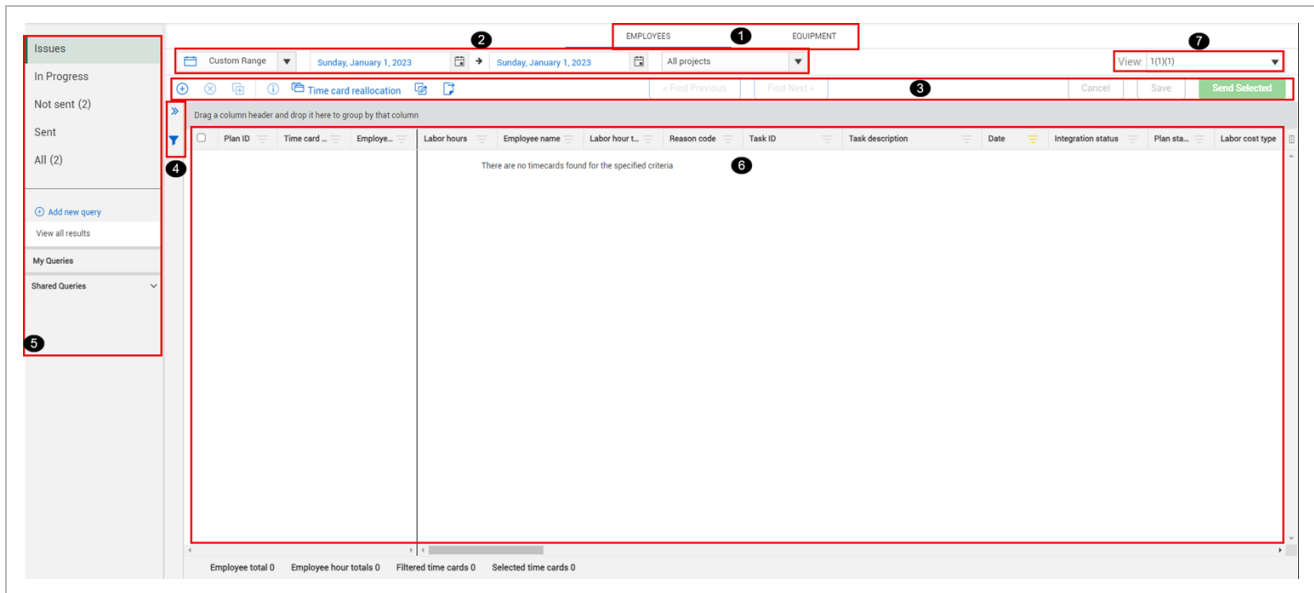 EMPLOYEES 1 EQUIPMENT
2
7
Issues
Custom Range Sunday, January 1, 2023 Sunday, January 1, 2023 All projects View: 1(1)(1)
In Progress
Time card reallocation « Find Previous Find Next » 3 Cancel Save Send Selected
Not sent (2)
Drag a column header and drop it here to group by that column
Sent
Plan ID Time card ... Employe... Labor hours Employee name Labor hour t... Reason code Task ID Task description Date Integration status Plan sta... Labor cost type
All (2)
4
There are no timecards found for the specified criteria 6
Add new query
View all results
My Queries
Shared Queries
5
Employee total 0 Employee hour totals 0 Filtered time cards 0 Selected time cards 0